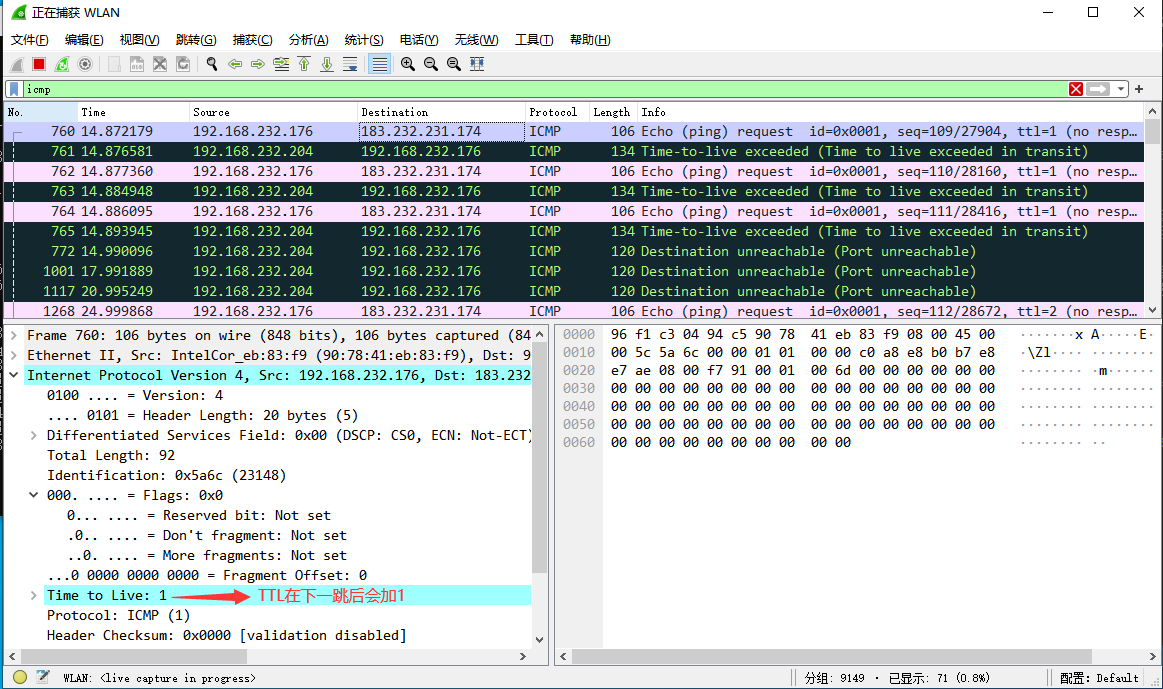 正在捕获 WLAN
文件(F) 编辑(E) 视图(V) 跳转(G) 捕获(C) 分析(A) 统计(S) 电话(Y) 无线(W) 工具(T) 帮助(H)
icmp
No. Time Source Destination Protocol Length Info
760 14.872179 192.168.232.176 183.232.231.174 ICMP 106 Echo (ping) request id=0x0001, seq=109/27904, ttl=1 (no resp…
761 14.876581 192.168.232.204 192.168.232.176 ICMP 134 Time-to-live exceeded (Time to live exceeded in transit)
762 14.877360 192.168.232.176 183.232.231.174 ICMP 106 Echo (ping) request id=0x0001, seq=110/28160, ttl=1 (no resp…
763 14.884948 192.168.232.204 192.168.232.176 ICMP 134 Time-to-live exceeded (Time to live exceeded in transit)
764 14.886095 192.168.232.176 183.232.231.174 ICMP 106 Echo (ping) request id=0x0001, seq=111/28416, ttl=1 (no resp…
765 14.893945 192.168.232.204 192.168.232.176 ICMP 134 Time-to-live exceeded (Time to live exceeded in transit)
772 14.990096 192.168.232.204 192.168.232.176 ICMP 120 Destination unreachable (Port unreachable)
1001 17.991889 192.168.232.204 192.168.232.176 ICMP 120 Destination unreachable (Port unreachable)
1117 20.995249 192.168.232.204 192.168.232.176 ICMP 120 Destination unreachable (Port unreachable)
1268 24.999868 192.168.232.176 183.232.231.174 ICMP 106 Echo (ping) request id=0x0001, seq=112/28672, ttl=2 (no resp…
Frame 760: 106 bytes on wire (848 bits), 106 bytes captured (84
Ethernet II, Src: IntelCor_eb:83:f9 (90:78:41:eb:83:f9), Dst: 9
Internet Protocol Version 4, Src: 192.168.232.176, Dst: 183.232
0100 .... = Version: 4
.... 0101 = Header Length: 20 bytes (5)
Differentiated Services Field: 0x00 (DSCP: CS0, ECN: Not-ECT)
Total Length: 92
Identification: 0x5a6c (23148)
000. .... = Flags: 0x0
0... .... = Reserved bit: Not set
.0.. .... = Don't fragment: Not set
..0. .... = More fragments: Not set
...0 0000 0000 0000 = Fragment Offset: 0
Time to Live: 1 TTL在下一跳后会加1
Protocol: ICMP (1)
Header Checksum: 0x0000 [validation disabled]
0000 96 f1 c3 04 94 c5 90 78 41 eb 83 f9 08 00 45 00 ·······x A·····E·
0010 00 5c 5a 6c 00 00 01 01 00 00 c0 a8 e8 b0 b7 e8 ·\Zl···· ········
0020 e7 ae 08 00 f7 91 00 01 00 6d 00 00 00 00 00 00 ········ ·m······
0030 00 00 00 00 00 00 00 00 00 00 00 00 00 00 00 00 ········ ········
0040 00 00 00 00 00 00 00 00 00 00 00 00 00 00 00 00 ········ ········
0050 00 00 00 00 00 00 00 00 00 00 00 00 00 00 00 00 ········ ········
0060 00 00 00 00 00 00 00 00 00 00 ········ ··
WLAN: <live capture in progress> 分组: 9149 · 已显示: 71 (0.8%) 配置: Default